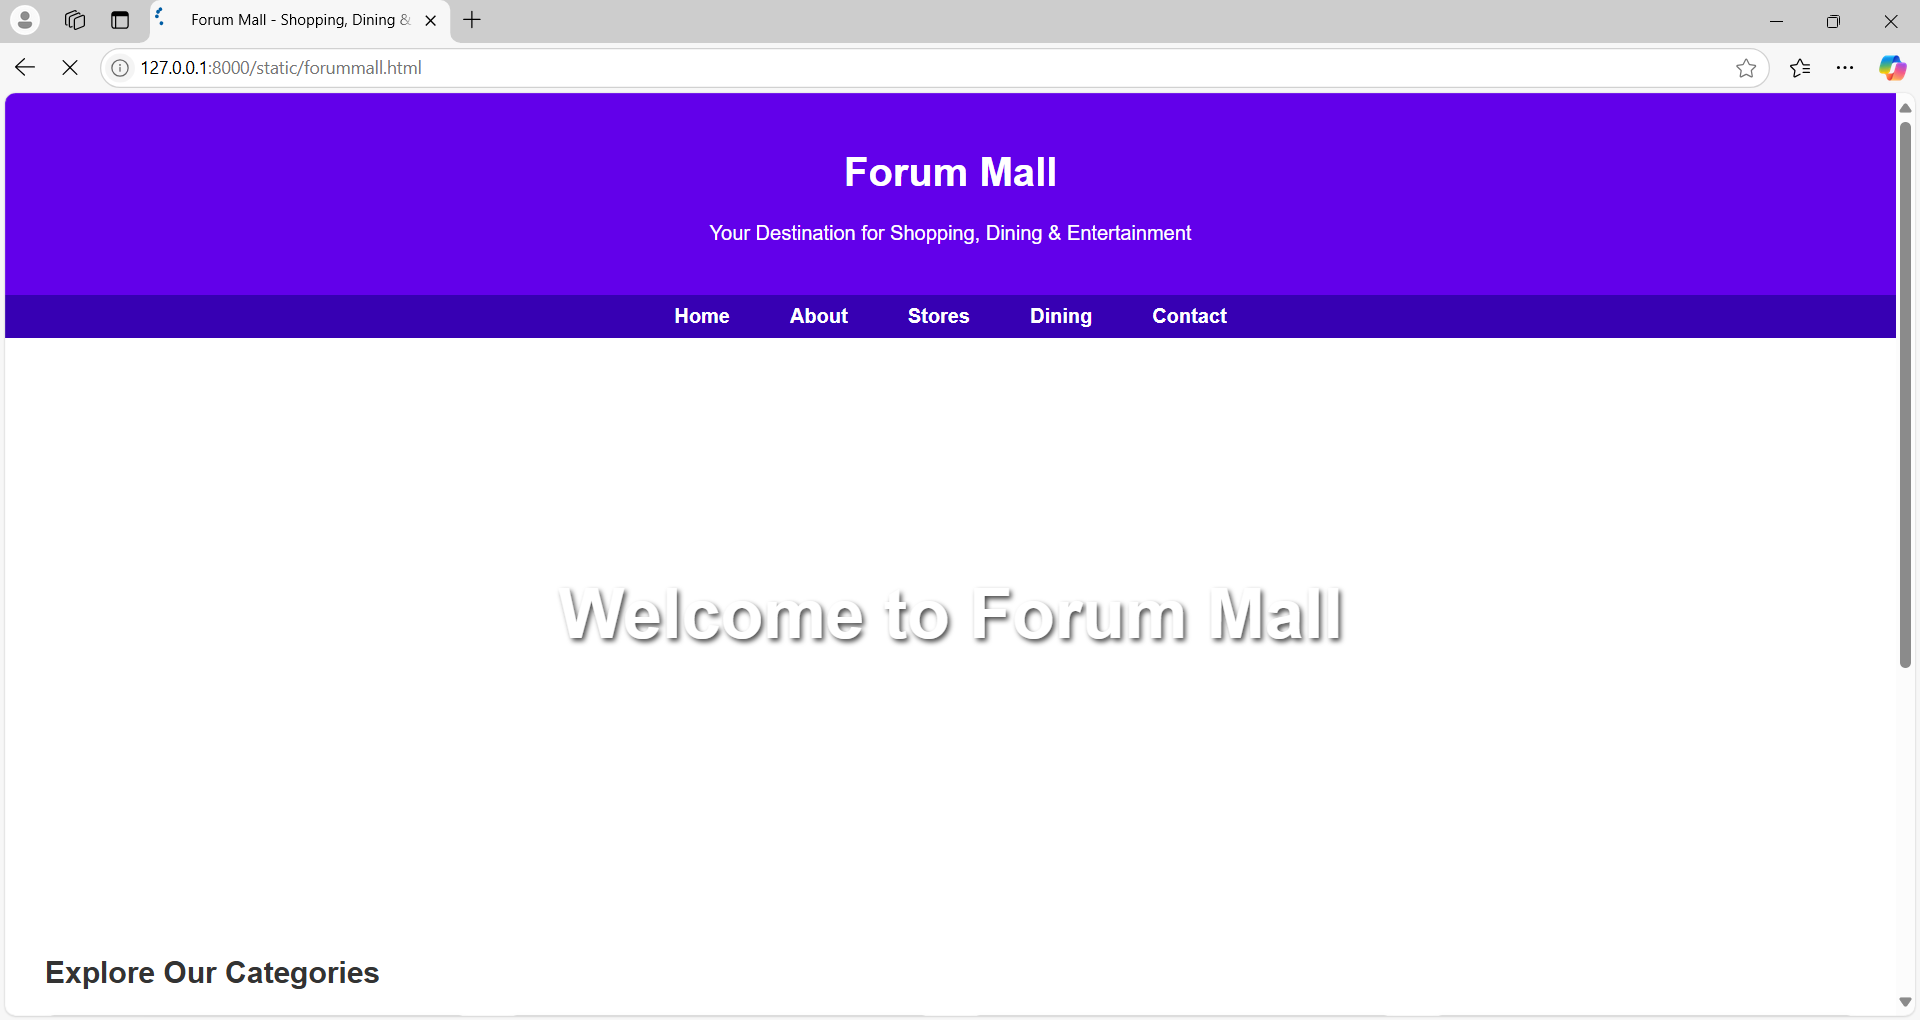 Forum Mall - Shopping, Dining &
127.0.0.1:8000/static/forummall.html
Forum Mall
Your Destination for Shopping, Dining & Entertainment
Home About Stores Dining Contact
Welcome to Forum Mall
Explore Our Categories